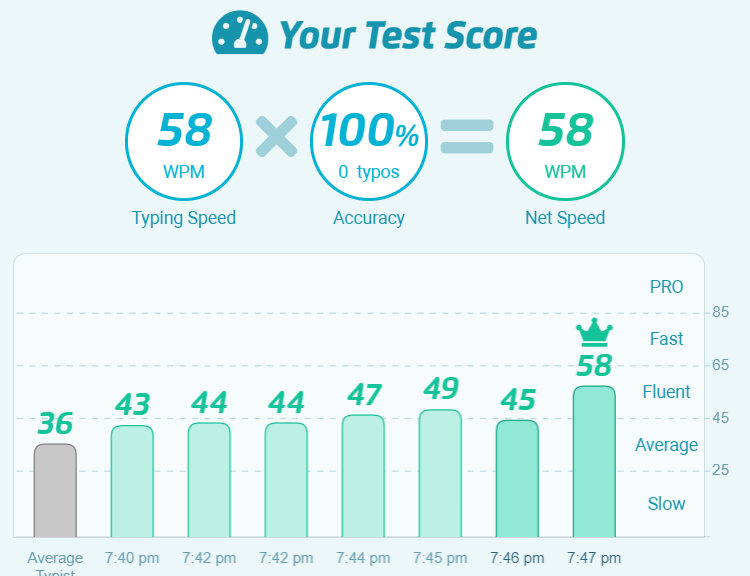 Your Test Score
58
WPM
Typing Speed
100%
0 typos
Accuracy
58
WPM
Net Speed
PRO
85
Fast
65
Fluent
45
Average
25
Slow
36
43
44
44
47
49
45
58
Average
Typist
7:40 pm
7:42 pm
7:42 pm
7:44 pm
7:45 pm
7:46 pm
7:47 pm